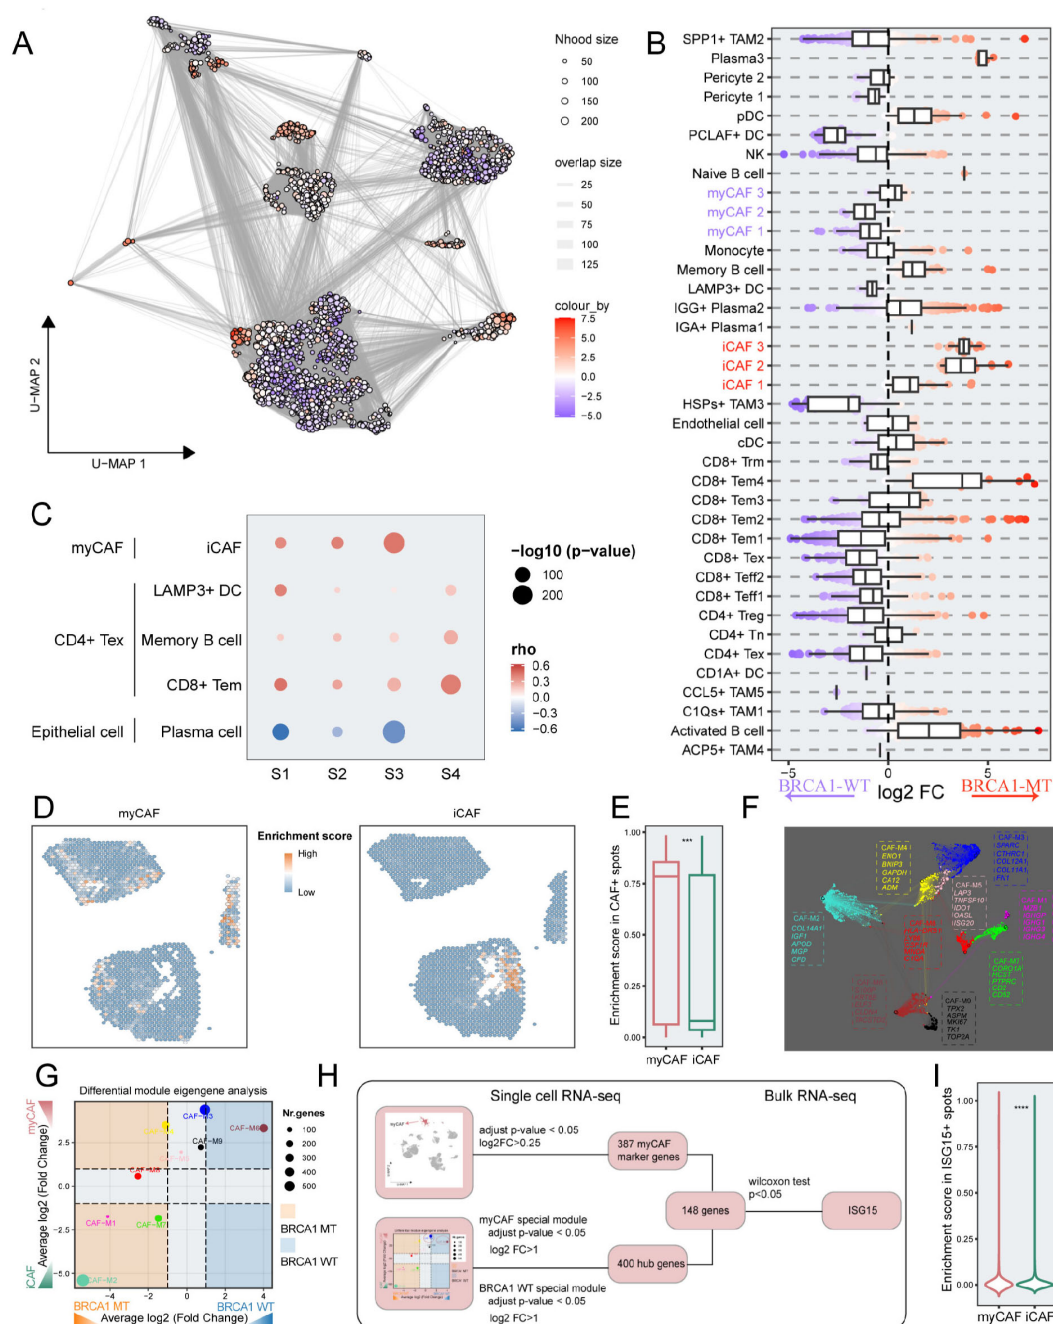 A
Nhood size
50
100
150
200
overlap size
25
50
75
100
125
colour_by
7.5
5.0
2.5
0.0
−2.5
−5.0
U−MAP 2
U−MAP 1
B
SPP1+ TAM2
Plasma3
Pericyte 2
Pericyte 1
pDC
PCLAF+ DC
NK
Naive B cell
myCAF 3
myCAF 2
myCAF 1
Monocyte
Memory B cell
LAMP3+ DC
IGG+ Plasma2
IGA+ Plasma1
iCAF 3
iCAF 2
iCAF 1
HSPs+ TAM3
Endothelial cell
cDC
CD8+ Trm
CD8+ Tem4
CD8+ Tem3
CD8+ Tem2
CD8+ Tem1
CD8+ Tex
CD8+ Teff2
CD8+ Teff1
CD4+ Treg
CD4+ Tn
CD4+ Tex
CD1A+ DC
CCL5+ TAM5
C1Qs+ TAM1
Activated B cell
ACP5+ TAM4
−5
0
5
BRCA1-WT
log2 FC
BRCA1-MT
C
myCAF
iCAF
LAMP3+ DC
CD4+ Tex
Memory B cell
CD8+ Tem
Epithelial cell
Plasma cell
S1 S2 S3 S4
−log10 (p−value)
100
200
rho
0.6
0.3
0.0
−0.3
−0.6
D
myCAF
Enrichment score
High
Low
iCAF
E
Enrichment score in CAF+ spots
1.00
0.75
0.50
0.25
0.00
***
myCAF iCAF
F
CAF-M4
ENO1
BNIP3
GAPDH
CA12
ADM
CAF-M3
SPARC
CTHRC1
COL12A1
COL11A1
FN1
CAF-M5
LAP3
TNFSF10
IDO1
OASL
ISG20
CAF-M2
COL14A1
IGF1
APOD
MGP
CFD
CAF-M7
CORO1A
HCST
PTPRC
CD2
CD52
CAF-M9
TPX2
ASPM
MKI67
TK1
TOP2A
G
Differential module eigengene analysis
myCAF
iCAF
Average log2 (Fold Change)
2.5
0.0
−2.5
−5.0
CAF−M3
CAF−M6
CAF−M9
CAF−M8
CAF−M1
CAF−M7
CAF−M2
−4 −2 0 2 4
BRCA1 MT
BRCA1 WT
Average log2 (Fold Change)
Nr.genes
100
200
300
400
500
BRCA1 MT
BRCA1 WT
H
Single cell RNA-seq
Bulk RNA-seq
myCAF
adjust p-value < 0.05
log2FC>0.25
387 myCAF
marker genes
148 genes
wilcoxon test
p<0.05
ISG15
Differential module eigengene analysis
myCAF special module
adjust p-value < 0.05
log2 FC>1
400 hub genes
BRCA1 WT special module
adjust p-value < 0.05
log2 FC>1
I
Enrichment score in ISG15+ spots
1.00
0.75
0.50
0.25
0.00
****
myCAF iCAF